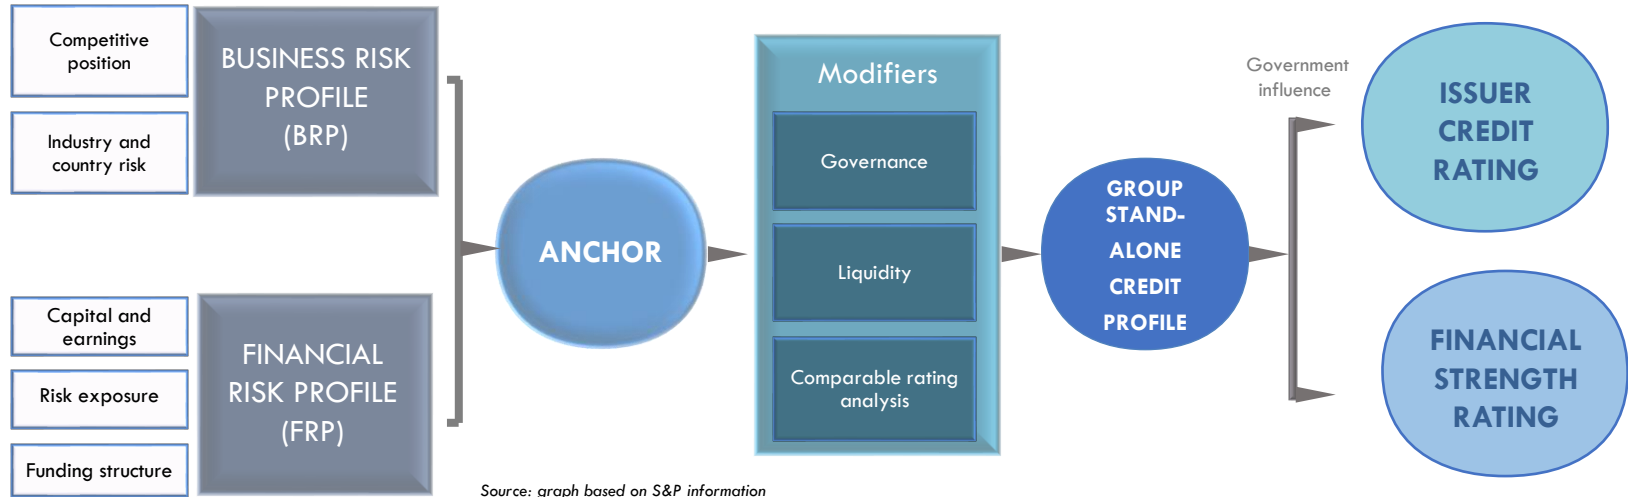 Competitive
position
Industry and
country risk
BUSINESS RISK
PROFILE
(BRP)
Capital and
earnings
Risk exposure
Funding structure
FINANCIAL
RISK PROFILE
(FRP)
ANCHOR
Modifiers
Governance
Liquidity
Comparable rating
analysis
GROUP
STAND-
ALONE
CREDIT
PROFILE
Government
influence
ISSUER
CREDIT
RATING
FINANCIAL
STRENGTH
RATING
Source: graph based on S&P information